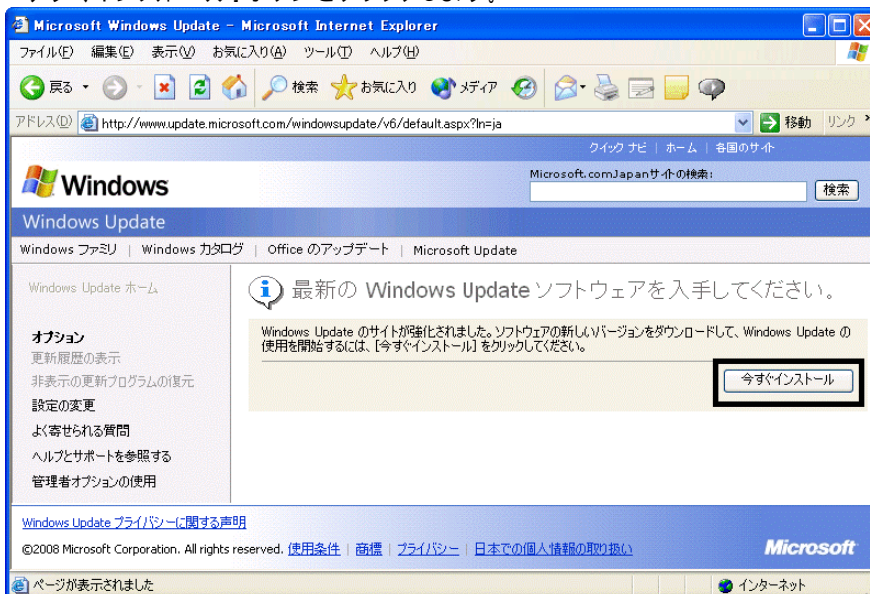 Microsoft Windows Update - Microsoft Internet Explorer
ファイル(F) 編集(E) 表示(V) お気に入り(A) ツール(T) ヘルプ(H)
戻る 検索 お気に入り メディア
アドレス(D) http://www.update.microsoft.com/windowsupdate/v6/default.aspx?ln=ja 移動 リンク
クイック ナビ | ホーム | 各国のサイト
Windows
Microsoft.comJapanサイトの検索:
検索
Windows Update
Windows ファミリ | Windows カタログ | Office のアップデート | Microsoft Update
Windows Update ホーム
オプション
更新履歴の表示
非表示の更新プログラムの復元
設定の変更
よく寄せられる質問
ヘルプとサポートを参照する
管理者オプションの使用
最新の Windows Update ソフトウェアを入手してください。
Windows Update のサイトが強化されました。ソフトウェアの新しいバージョンをダウンロードして、Windows Update の
使用を開始するには、[今すぐインストール] をクリックしてください。
今すぐインストール
Windows Update プライバシーに関する声明
©2008 Microsoft Corporation. All rights reserved. 使用条件 | 商標 | プライバシー | 日本での個人情報の取り扱い
Microsoft
ページが表示されました
インターネット